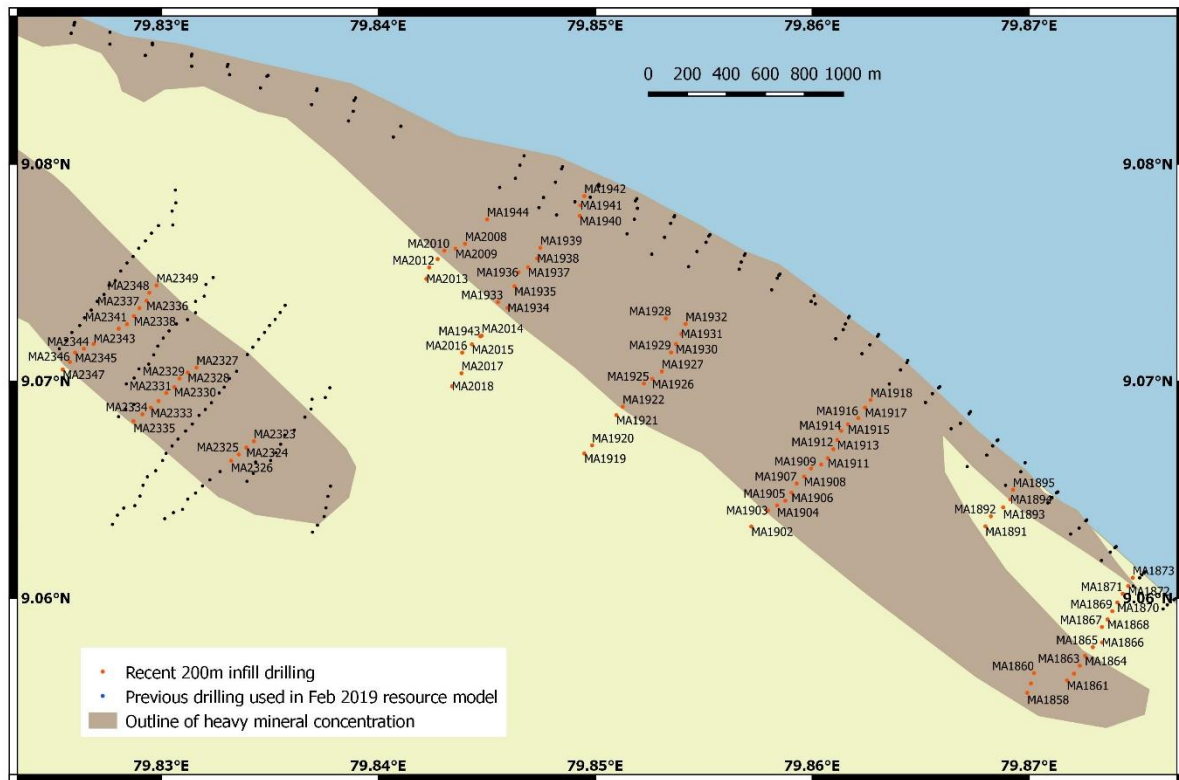 79.83°E 79.84°E 79.85°E 79.86°E 79.87°E
0 200 400 600 800 1000 m
9.08°N 9.08°N
MA1942
MA1941
MA1944 MA1940
MA2010 MA2008
MA1939
MA2012 MA2009
MA1938
MA1936 MA1937
MA2013
MA2348 MA2349
MA1935
MA2337 MA2336
MA1933
MA1934
MA2341 MA2338
MA1928 MA1932
MA1943 MA2014
MA1931
MA2344 MA2343
MA2016 MA2015
MA1929 MA1930
MA2346 MA2345
MA2327
MA2347
MA2017
MA1927
MA2329 MA2328
9.07°N 9.07°N
MA1925 MA1926
MA2331 MA2330
MA2018
MA1918
MA1922
MA2334 MA2333
MA1916 MA1917
MA1921
MA2335
MA1914 MA1915
MA2323
MA1912 MA1913
MA2325 MA2324
MA1920
MA2326
MA1919
MA1909 MA1911
MA1907 MA1908
MA1895
MA1905 MA1906
MA1894
MA1903 MA1904
MA1892 MA1893
MA1902
MA1891
MA1873
MA1871 MA1872
9.06°N 9.06°N
MA1869 MA1870
MA1867 MA1868
MA1865 MA1866
MA1863 MA1864
MA1860
MA1861
MA1858
Recent 200m infill drilling
Previous drilling used in Feb 2019 resource model
Outline of heavy mineral concentration
79.83°E 79.84°E 79.85°E 79.86°E 79.87°E